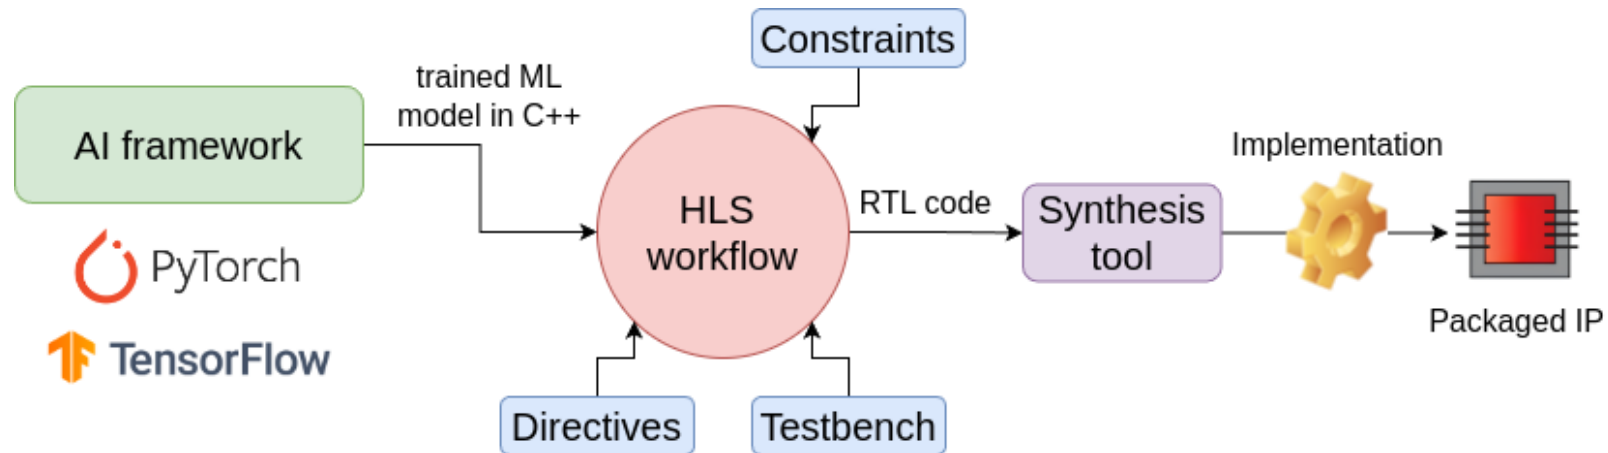 Constraints
trained ML
model in C++
AI framework
Implementation
HLS
workflow
RTL code
Synthesis
tool
PyTorch
TensorFlow
Packaged IP
Directives
Testbench